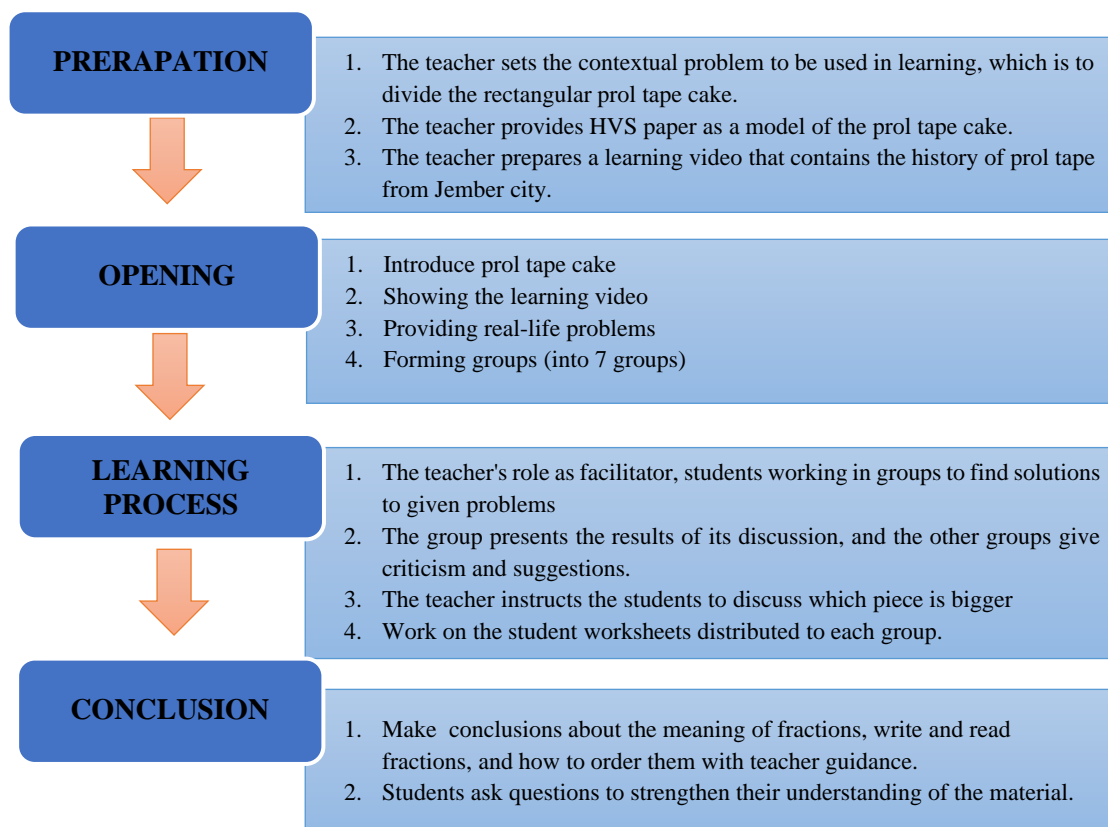 PRERAPATION
1. The teacher sets the contextual problem to be used in learning, which is to
divide the rectangular prol tape cake.
2. The teacher provides HVS paper as a model of the prol tape cake.
3. The teacher prepares a learning video that contains the history of prol tape
from Jember city.
OPENING
1. Introduce prol tape cake
2. Showing the learning video
3. Providing real-life problems
4. Forming groups (into 7 groups)
LEARNING
PROCESS
1. The teacher's role as facilitator, students working in groups to find solutions
to given problems
2. The group presents the results of its discussion, and the other groups give
criticism and suggestions.
3. The teacher instructs the students to discuss which piece is bigger
4. Work on the student worksheets distributed to each group.
CONCLUSION
1. Make conclusions about the meaning of fractions, write and read
fractions, and how to order them with teacher guidance.
2. Students ask questions to strengthen their understanding of the material.